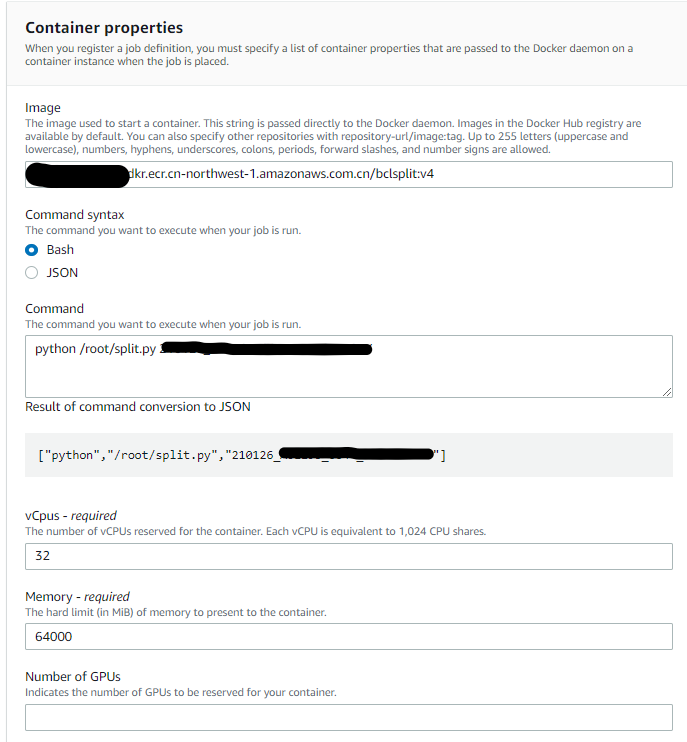 Container properties
When you register a job definition, you must specify a list of container properties that are passed to the Docker daemon on a
container instance when the job is placed.
Image
The image used to start a container. This string is passed directly to the Docker daemon. Images in the Docker Hub registry are
available by default. You can also specify other repositories with repository-url/image:tag. Up to 255 letters (uppercase and
lowercase), numbers, hyphens, underscores, colons, periods, forward slashes, and number signs are allowed.
dkr.ecr.cn-northwest-1.amazonaws.com.cn/bclsplit:v4
Command syntax
The command you want to execute when your job is run.
Bash
JSON
Command
The command you want to execute when your job is run.
python /root/split.py
Result of command conversion to JSON
["python","/root/split.py","210126_ "]
vCpus - required
The number of vCPUs reserved for the container. Each vCPU is equivalent to 1,024 CPU shares.
32
Memory - required
The hard limit (in MiB) of memory to present to the container.
64000
Number of GPUs
Indicates the number of GPUs to be reserved for your container.